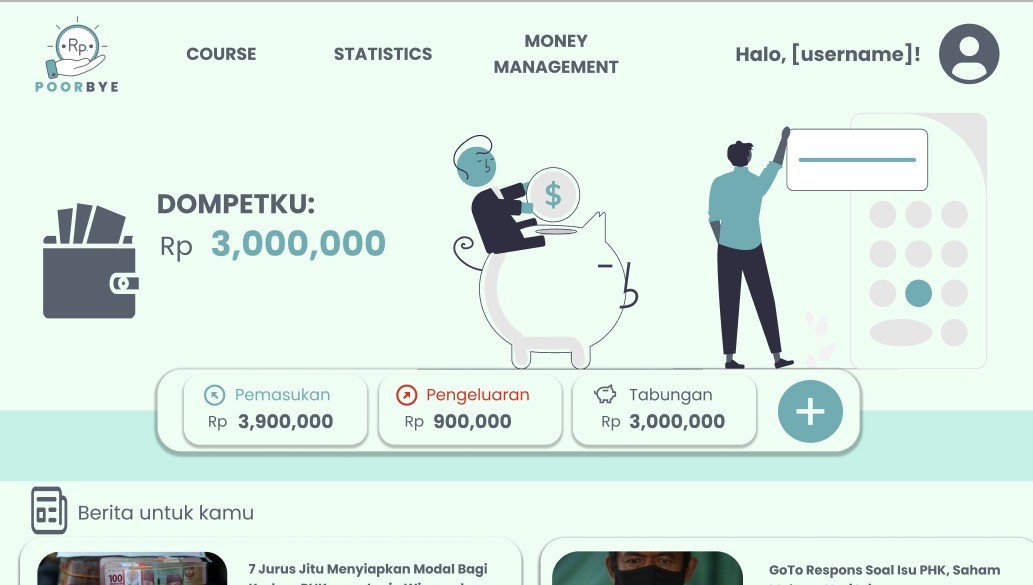 Rp.
POORBYE
COURSE
STATISTICS
MONEY
MANAGEMENT
Halo, [username]!
DOMPETKU:
Rp 3,000,000
$
Pemasukan
Rp 3,900,000
Pengeluaran
Rp 900,000
Tabungan
Rp 3,000,000
Berita untuk kamu
100
7 Jurus Jitu Menyiapkan Modal Bagi
GoTo Respons Soal Isu PHK, Saham